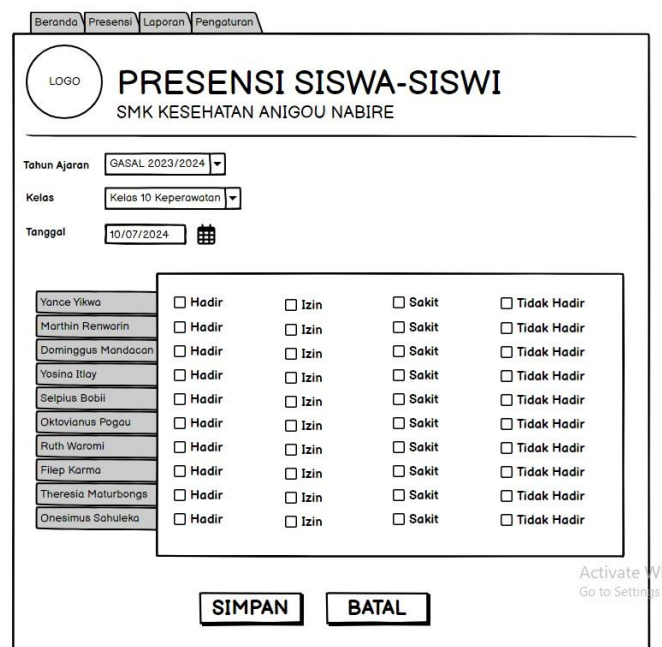 Beranda Presensi Laporan Pengaturan
LOGO
PRESENSI SISWA-SISWI
SMK KESEHATAN ANIGOU NABIRE
Tahun Ajaran GASAL 2023/2024
Kelas Kelas 10 Keperawatan
Tanggal 10/07/2024
Yance Yikwa Hadir Izin Sakit Tidak Hadir
Marthin Renwarin Hadir Izin Sakit Tidak Hadir
Dominggus Mandacan Hadir Izin Sakit Tidak Hadir
Yosina Itlay Hadir Izin Sakit Tidak Hadir
Selpius Bobii Hadir Izin Sakit Tidak Hadir
Oktovianus Pogau Hadir Izin Sakit Tidak Hadir
Ruth Waromi Hadir Izin Sakit Tidak Hadir
Filep Karma Hadir Izin Sakit Tidak Hadir
Theresia Maturbongs Hadir Izin Sakit Tidak Hadir
Onesimus Sahuleka Hadir Izin Sakit Tidak Hadir
SIMPAN BATAL
Activate W
Go to Settings